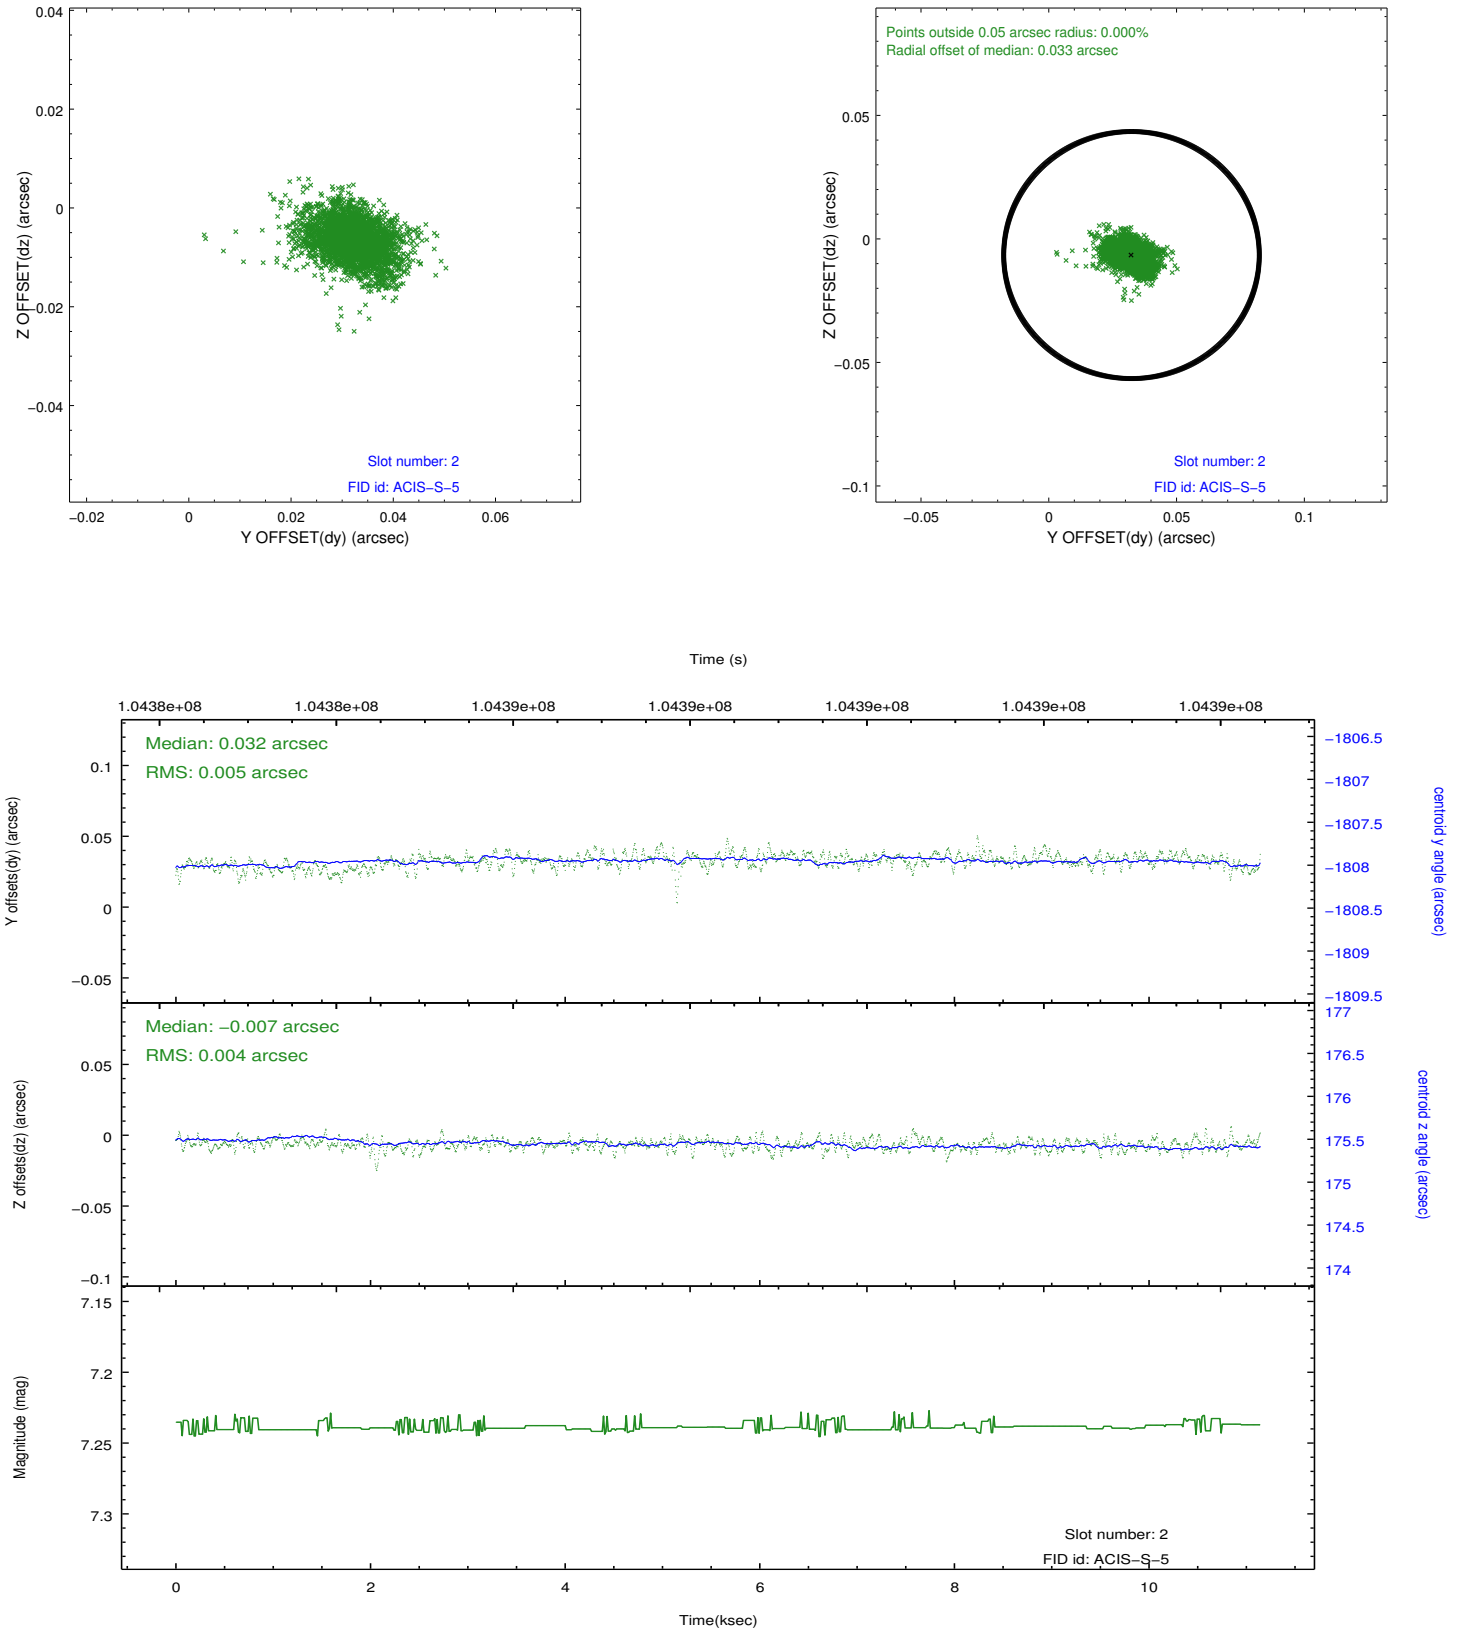 0.04
0.02
0
−0.02
−0.04
Z OFFSET(dz) (arcsec)
Slot number: 2
FID id: ACIS−S−5
−0.02
0
0.02
0.04
0.06
Y OFFSET(dy) (arcsec)
Points outside 0.05 arcsec radius: 0.000%
Radial offset of median: 0.033 arcsec
0.05
0
−0.05
−0.1
Z OFFSET(dz) (arcsec)
Slot number: 2
FID id: ACIS−S−5
−0.05
0
0.05
0.1
Y OFFSET(dy) (arcsec)
Time (s)
1.0438e+08
1.0438e+08
1.0439e+08
1.0439e+08
1.0439e+08
1.0439e+08
1.0439e+08
Median: 0.032 arcsec
RMS: 0.005 arcsec
0.1
0.05
0
−0.05
Y offsets(dy) (arcsec)
−1806.5
−1807
−1807.5
−1808
−1808.5
−1809
−1809.5
centroid y angle (arcsec)
Median: −0.007 arcsec
RMS: 0.004 arcsec
0.05
0
−0.05
−0.1
Z offsets(dz) (arcsec)
177
176.5
176
175.5
175
174.5
174
centroid z angle (arcsec)
7.15
7.2
7.25
7.3
Magnitude (mag)
Slot number: 2
FID id: ACIS−S−5
0
2
4
6
8
10
Time(ksec)